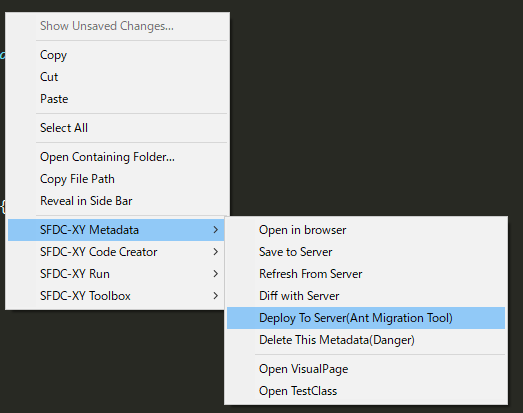 Show Unsaved Changes...
Copy
Cut
Paste
Select All
Open Containing Folder...
Copy File Path
Reveal in Side Bar
{
SFDC-XY Metadata
SFDC-XY Code Creator
SFDC-XY Run
SFDC-XY Toolbox
Open in browser
Save to Server
Refresh From Server
Diff with Server
Deploy To Server(Ant Migration Tool)
Delete This Metadata(Danger)
Open VisualPage
Open TestClass